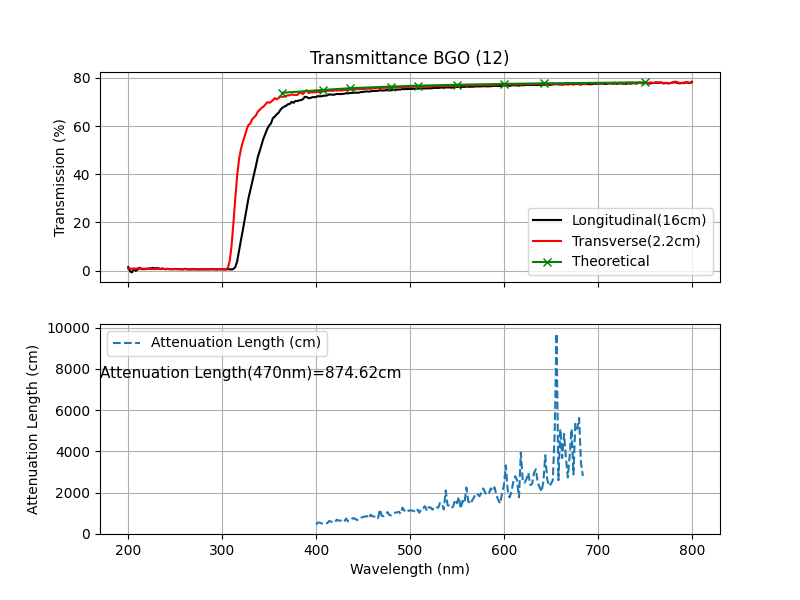 Transmittance BGO (12)
80
60
40
20
0
Transmission (%)
Longitudinal(16cm)
Transverse(2.2cm)
Theoretical
10000
8000
6000
4000
2000
0
Attenuation Length (cm)
Attenuation Length (cm)
Attenuation Length(470nm)=874.62cm
200 300 400 500 600 700 800
Wavelength (nm)